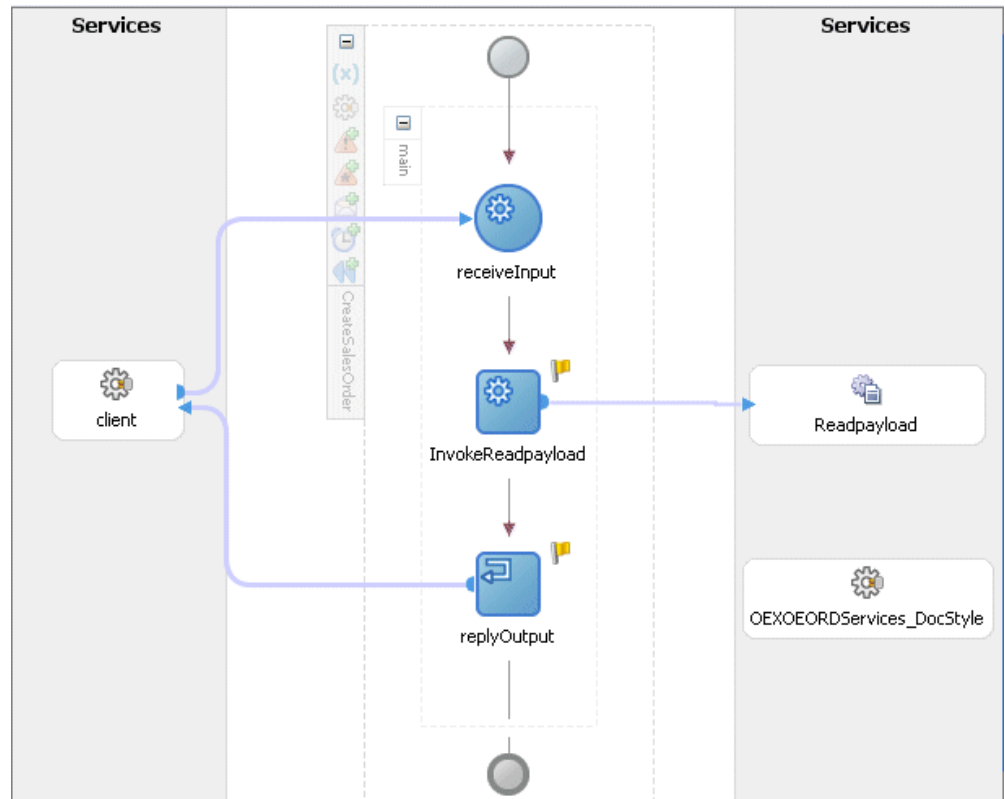 Services
Services
(x)
main
receiveInput
CreateSalesOrder
client
InvokeReadpayload
Readpayload
OEXOEORDServices_DocStyle
replyOutput